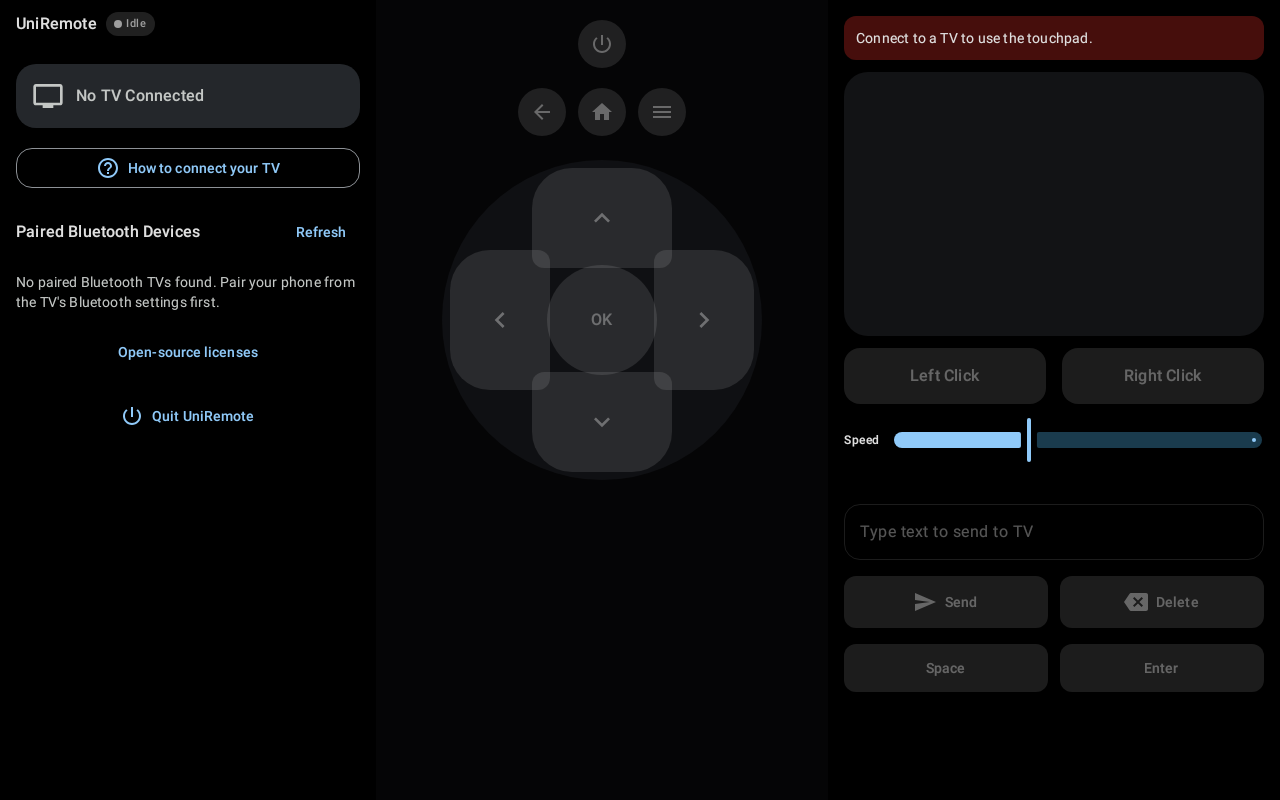 UniRemote
Idle
No TV Connected
How to connect your TV
Paired Bluetooth Devices
Refresh
No paired Bluetooth TVs found. Pair your phone from
the TV's Bluetooth settings first.
Open-source licenses
Quit UniRemote
OK
Connect to a TV to use the touchpad.
Left Click
Right Click
Speed
Type text to send to TV
Send
Delete
Space
Enter